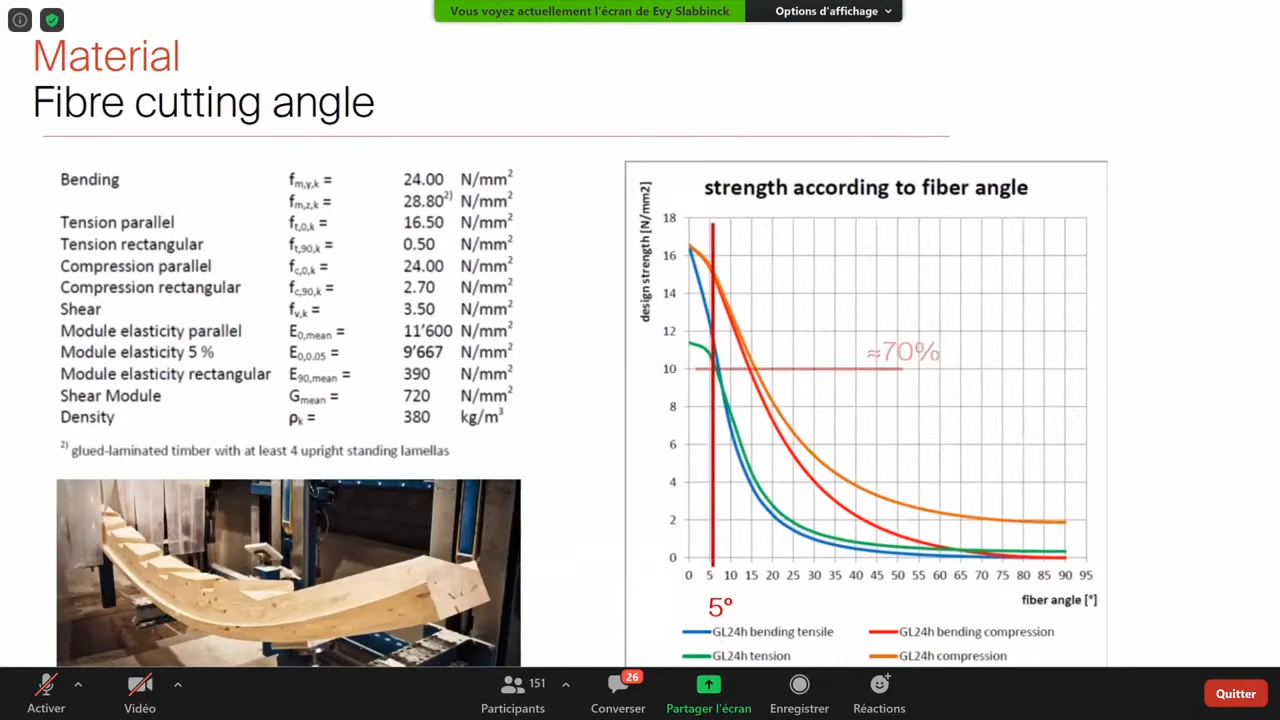 Vous voyez actuellement l'écran de Evy Slabbinck
Options d'affichage
Material
Fibre cutting angle
Bending fm,y,k = 24.00 N/mm²
fm,z,k = 28.80²⁾ N/mm²
Tension parallel ft,0,k = 16.50 N/mm²
Tension rectangular ft,90,k = 0.50 N/mm²
Compression parallel fc,0,k = 24.00 N/mm²
Compression rectangular fc,90,k = 2.70 N/mm²
Shear fv,k = 3.50 N/mm²
Module elasticity parallel E0,mean = 11'600 N/mm²
Module elasticity 5 % E0,0.05 = 9'667 N/mm²
Module elasticity rectangular E90,mean = 390 N/mm²
Shear Module Gmean = 720 N/mm²
Density ρk = 380 kg/m³
²⁾ glued-laminated timber with at least 4 upright standing lamellas
strength according to fiber angle
design strength [N/mm2]
18
16
14
12
10
8
6
4
2
0
≈70%
0 5 10 15 20 25 30 35 40 45 50 55 60 65 70 75 80 85 90 95
fiber angle [°]
5º
GL24h bending tensile
GL24h bending compression
GL24h tension
GL24h compression
Activer
Vidéo
151
Participants
26
Converser
Partager l'écran
Enregistrer
Réactions
Quitter